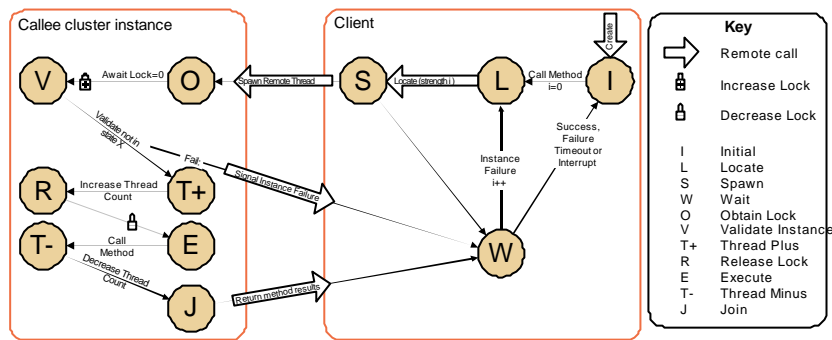 Callee cluster instance
Client
Key
Create
V
Await Lock=0
O
Spawn Remote Thread
S
Locate (strength i )
L
Call Method
i=0
I
Validate not in
state X
Fail:
Signal Instance Failure
Instance
Failure
i++
Success,
Failure
Timeout or
Interrupt
R
Increase Thread
Count
T+
T-
Call
Method
E
W
Decrease Thread
Count
J
Return method results
Remote call
Increase Lock
Decrease Lock
I Initial
L Locate
S Spawn
W Wait
O Obtain Lock
V Validate Instance
T+ Thread Plus
R Release Lock
E Execute
T- Thread Minus
J Join